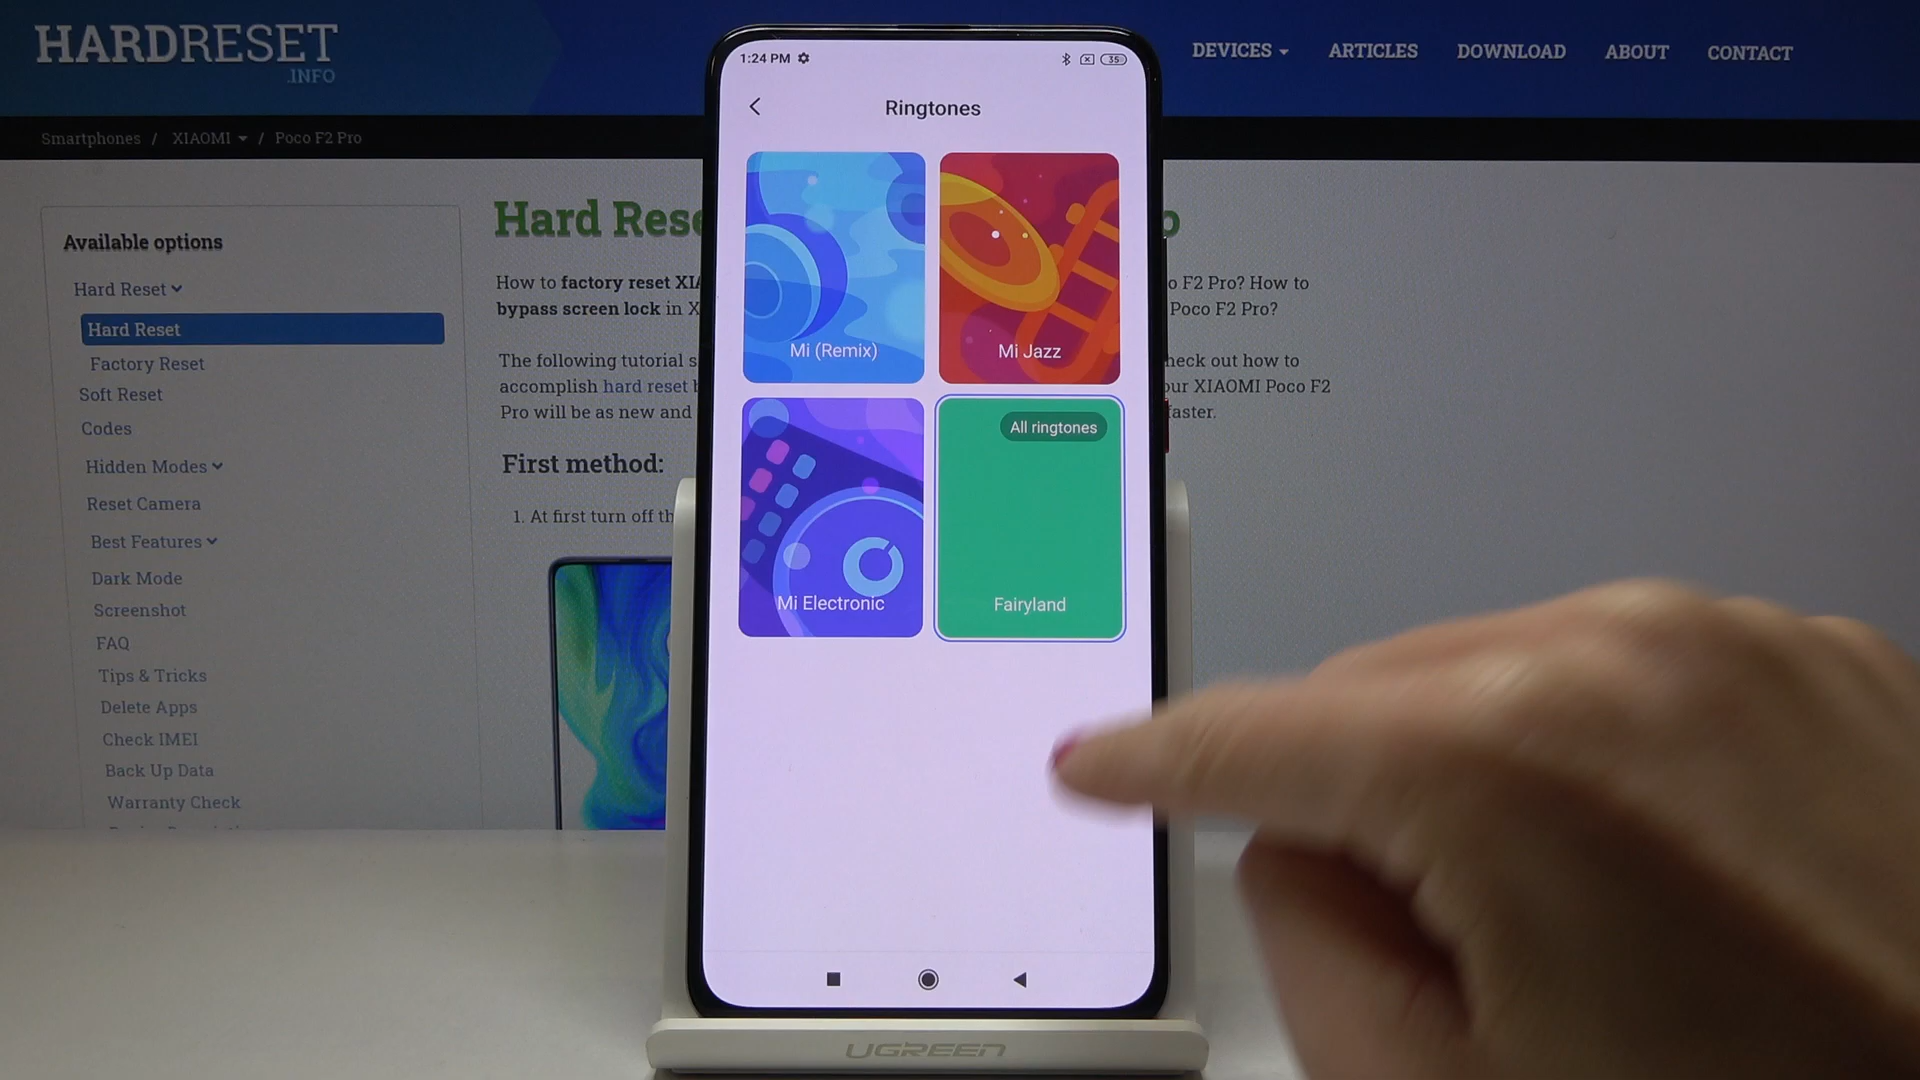 HARDRESET
.INFO
DEVICES
ARTICLES
DOWNLOAD
ABOUT
CONTACT
Smartphones / XIAOMI / Poco F2 Pro
Available options
Hard Reset
Hard Reset
Factory Reset
Soft Reset
Codes
Hidden Modes
Reset Camera
Best Features
Dark Mode
Screenshot
FAQ
Tips & Tricks
Delete Apps
Check IMEI
Back Up Data
Warranty Check
Hard Rese
o
How to factory reset XIA
o F2 Pro? How to
bypass screen lock in X
Poco F2 Pro?
The following tutorial s
heck out how to
accomplish hard reset b
our XIAOMI Poco F2
Pro will be as new and
faster.
First method:
1. At first turn off th
1:24 PM
35
Ringtones
Mi (Remix)
Mi Jazz
Mi Electronic
All ringtones
Fairyland
UGREEN